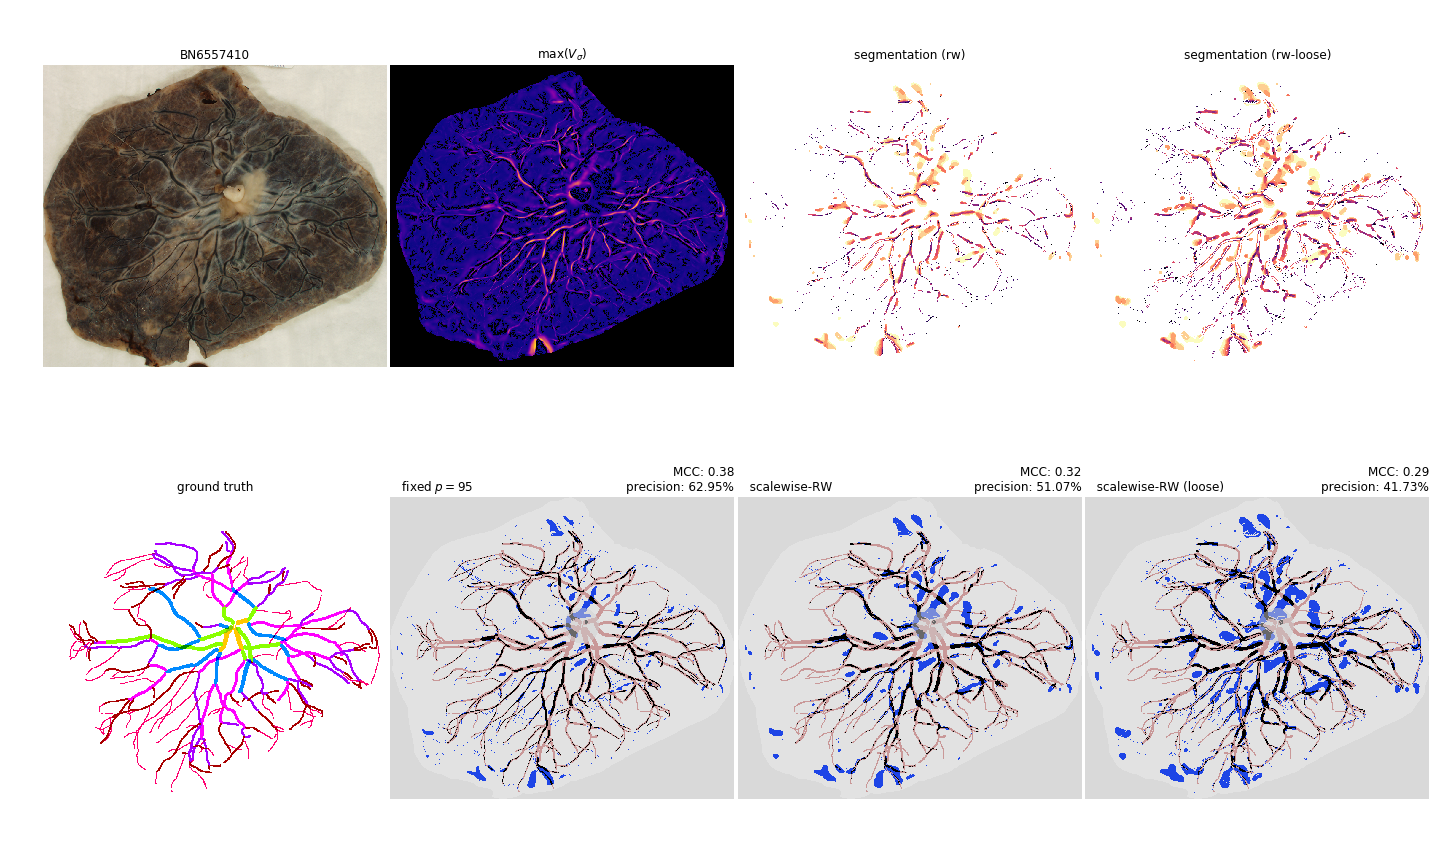 BN6557410
max(V_σ)
segmentation (rw)
segmentation (rw-loose)
ground truth
fixed p = 95
MCC: 0.38
precision: 62.95%
scalewise-RW
MCC: 0.32
precision: 51.07%
scalewise-RW (loose)
MCC: 0.29
precision: 41.73%